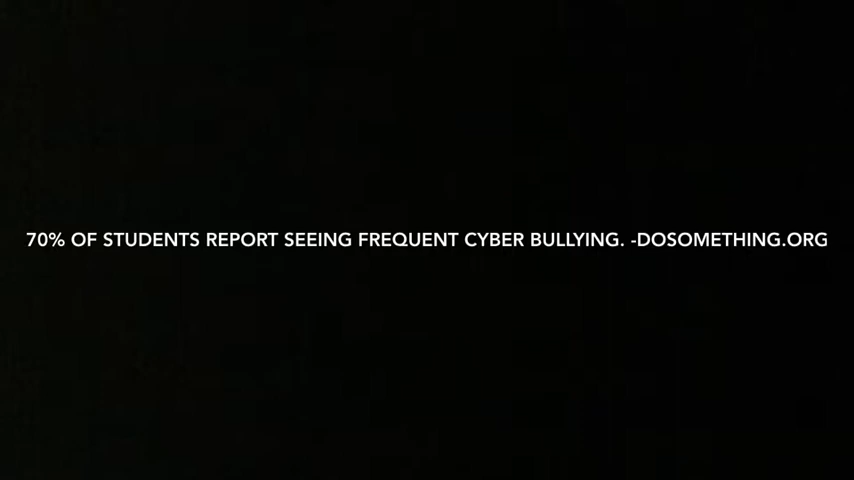 70% OF STUDENTS REPORT SEEING FREQUENT CYBER BULLYING. -DOSOMETHING.ORG